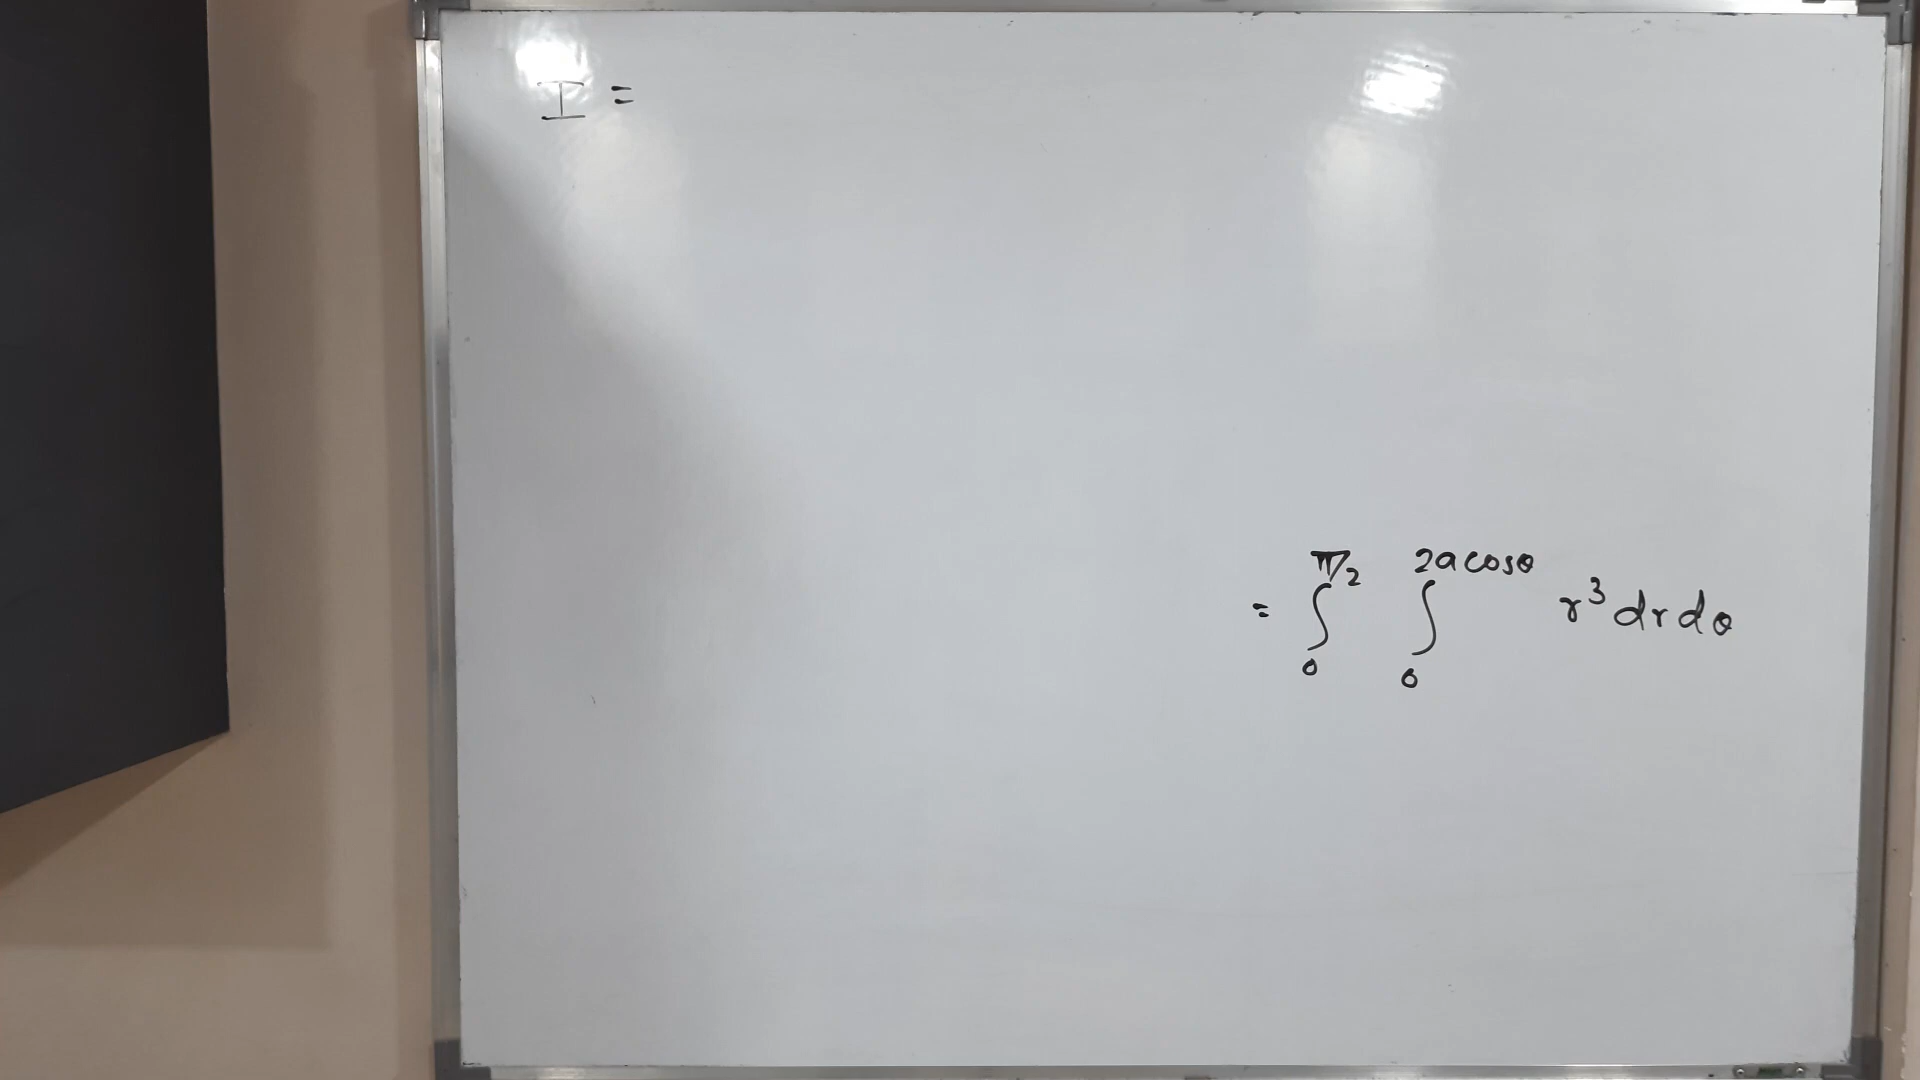 I =
= ∫₀^{π/2} ∫₀^{2a cosθ} r³ dr dθ